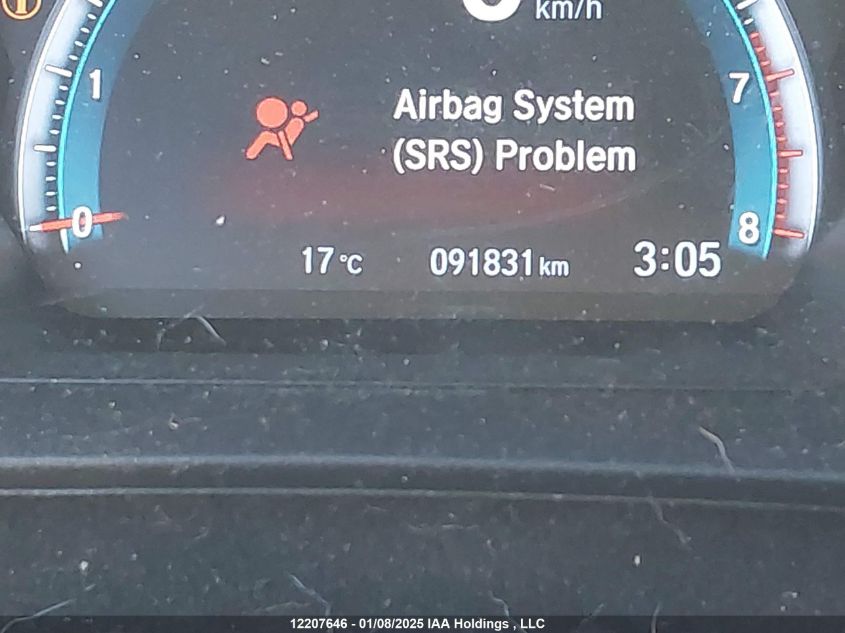 0
km/h
1
7
Airbag System
(SRS) Problem
0
8
17°C
091831 km
3:05
12207646 - 01/08/2025 IAA Holdings , LLC